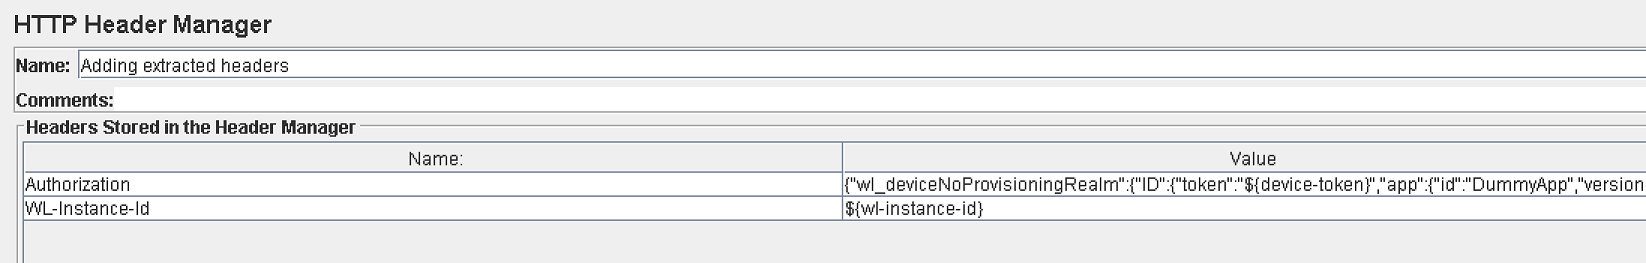 HTTP Header Manager
Name: Adding extracted headers
Comments:
Headers Stored in the Header Manager
Name: Value
Authorization {"wl_deviceNoProvisioningRealm":{"ID":{"token":"${device-token}","app":{"id":"DummyApp","version
WL-Instance-Id ${wl-instance-id}